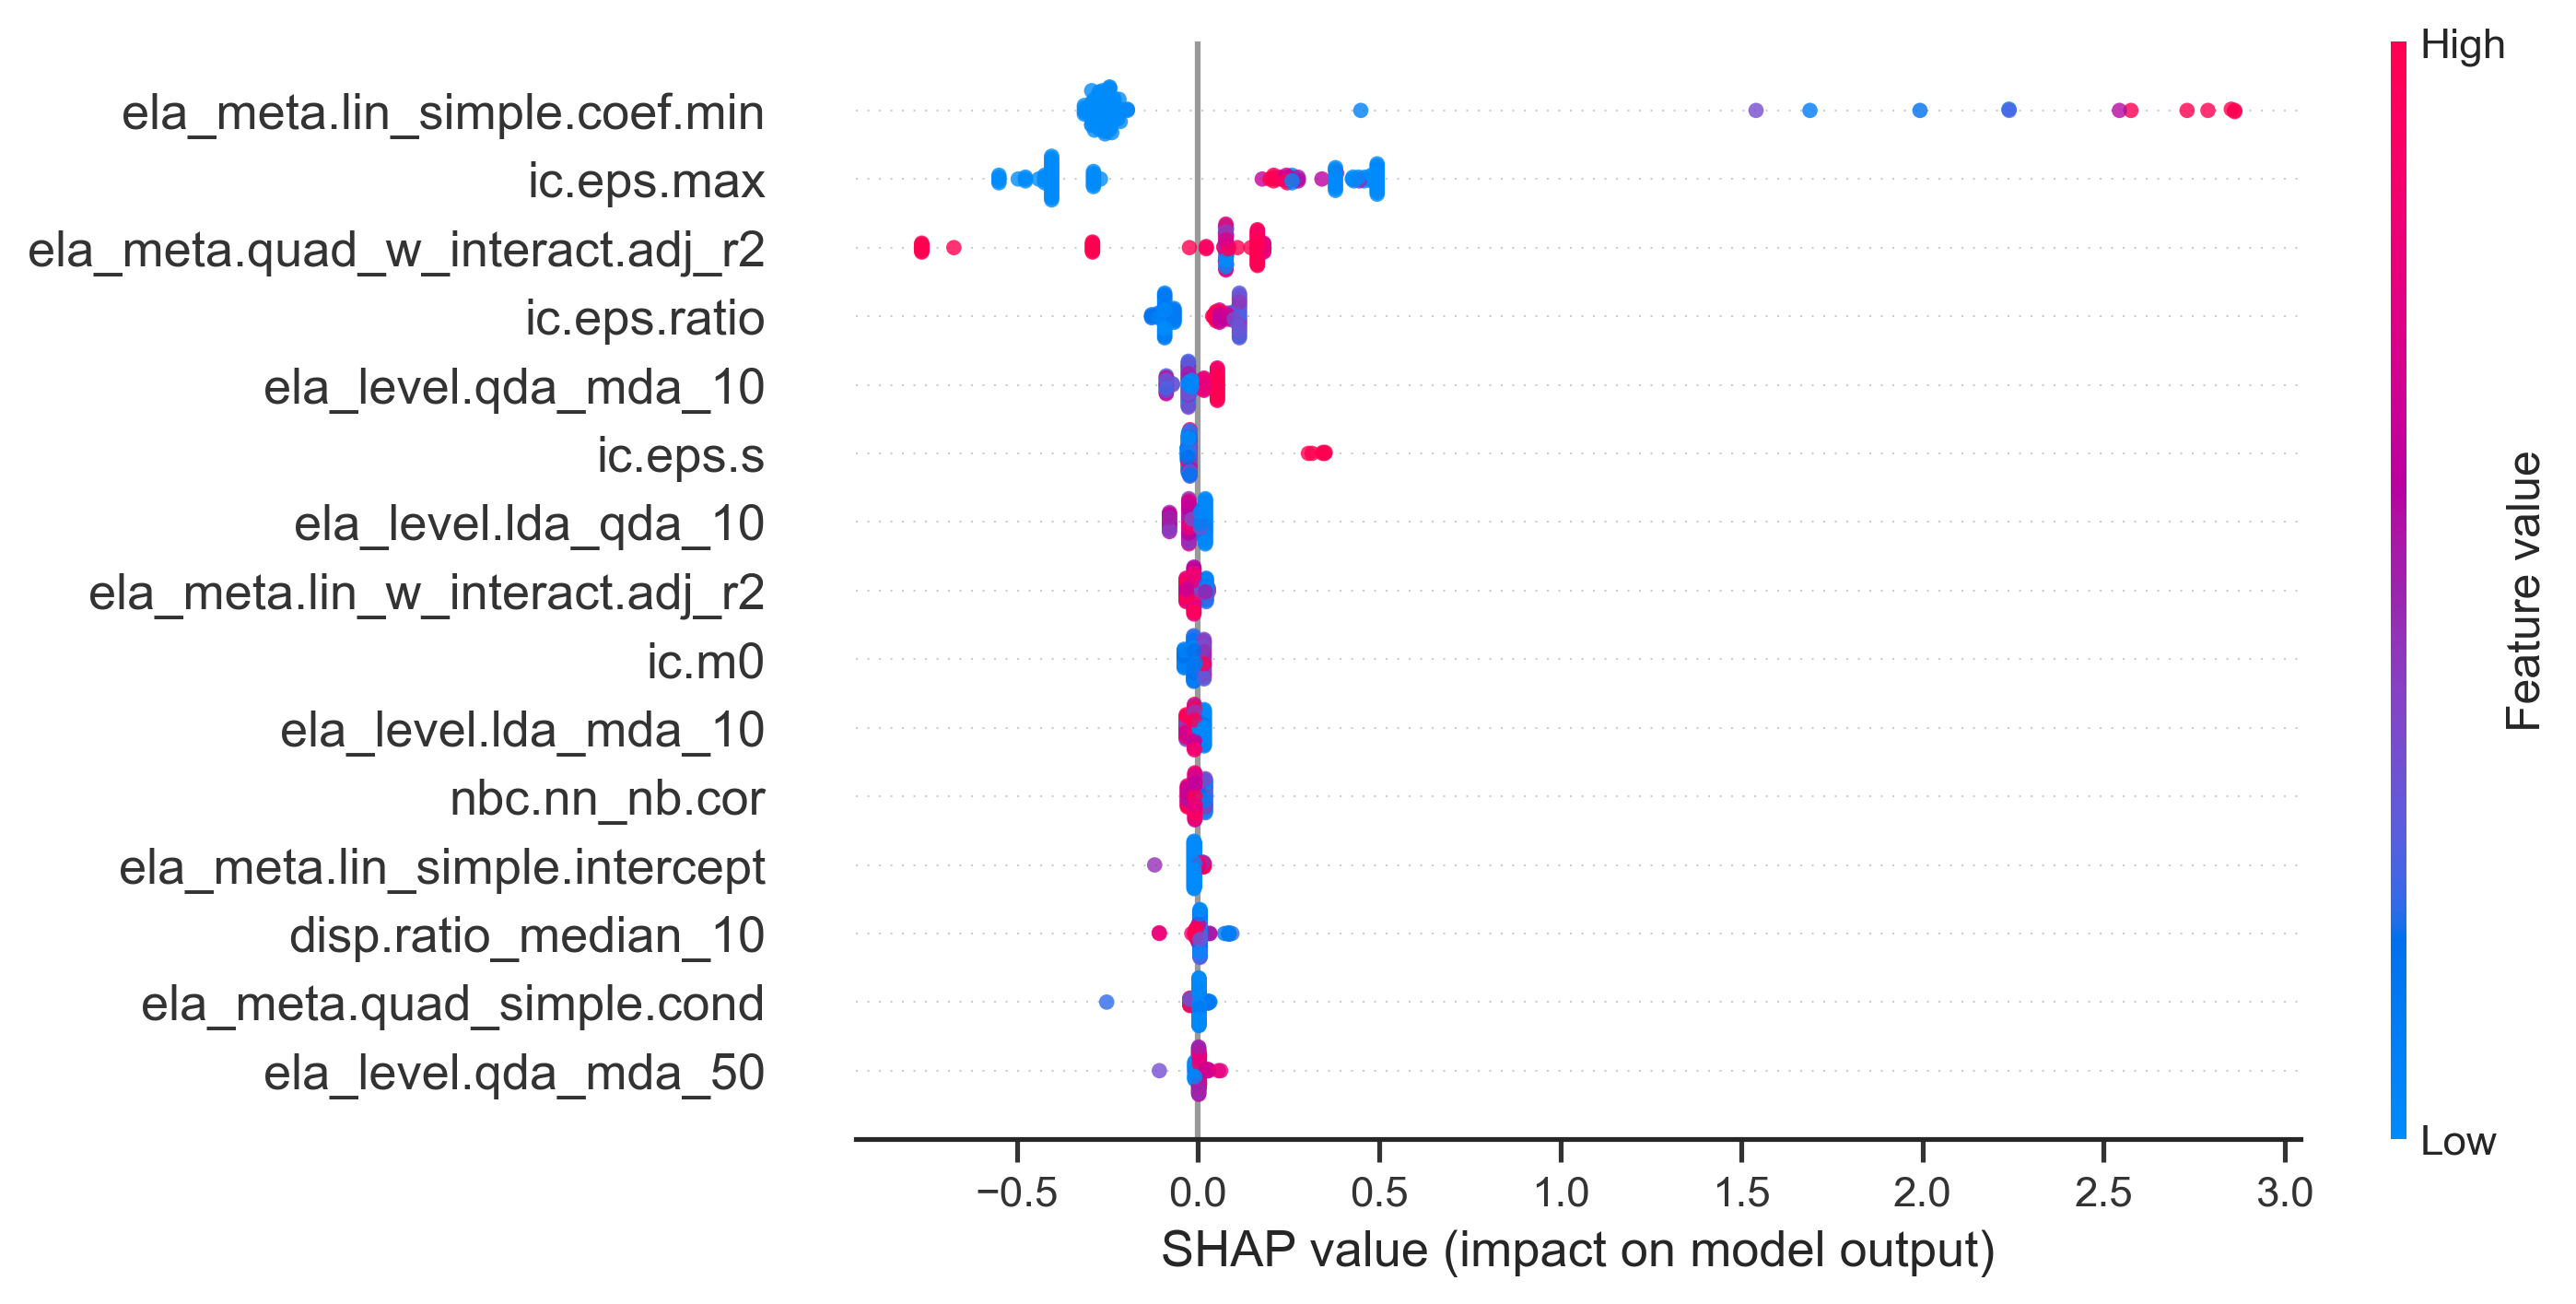 High
ela_meta.lin_simple.coef.min
ic.eps.max
ela_meta.quad_w_interact.adj_r2
ic.eps.ratio
ela_level.qda_mda_10
ic.eps.s
ela_level.lda_qda_10
ela_meta.lin_w_interact.adj_r2
ic.m0
ela_level.lda_mda_10
nbc.nn_nb.cor
ela_meta.lin_simple.intercept
disp.ratio_median_10
ela_meta.quad_simple.cond
ela_level.qda_mda_50
Feature value
Low
−0.5 0.0 0.5 1.0 1.5 2.0 2.5 3.0
SHAP value (impact on model output)